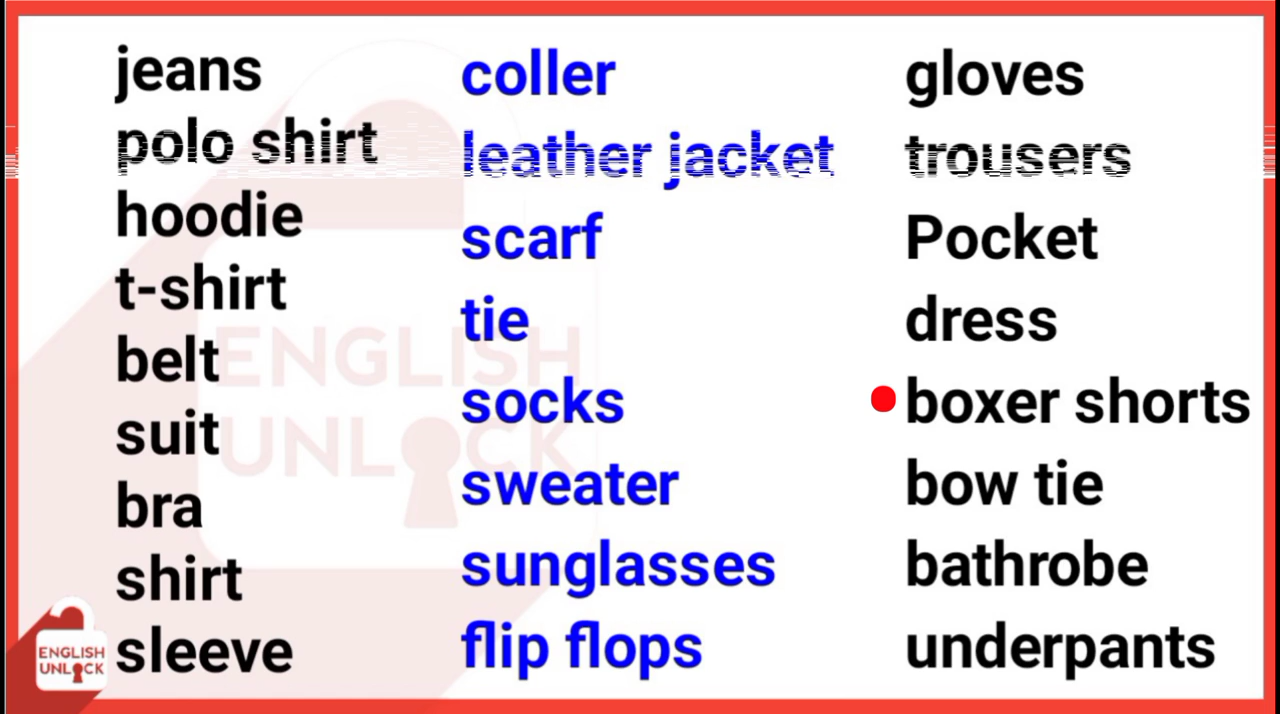 jeans
polo shirt
hoodie
t-shirt
belt
suit
bra
shirt
sleeve
coller
leather jacket
scarf
tie
socks
sweater
sunglasses
flip flops
gloves
trousers
Pocket
dress
boxer shorts
bow tie
bathrobe
underpants
ENGLISH
UNLOCK
ENGLISH
UNLOCK